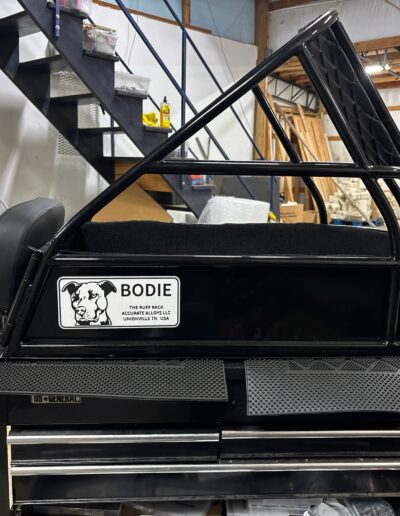 BODIE
THE RUFF RACK
ACCURATE ALLOYS LLC
UNIONVILLE TN USA
US★GENERAL